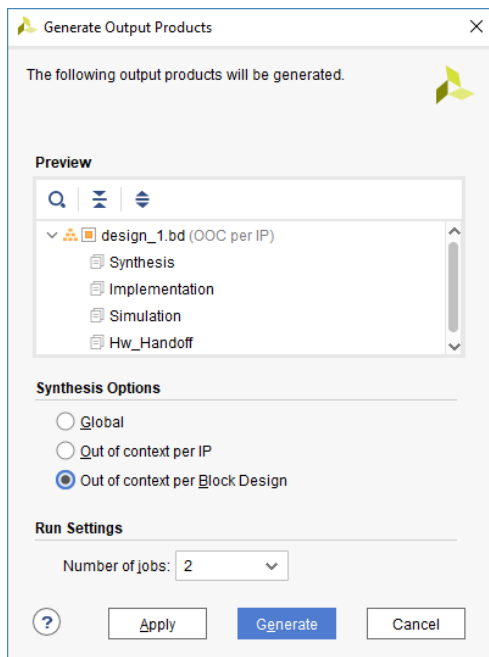 Generate Output Products
The following output products will be generated.
Preview
design_1.bd (OOC per IP)
Synthesis
Implementation
Simulation
Hw_Handoff
Synthesis Options
Global
Out of context per IP
Out of context per Block Design
Run Settings
Number of jobs: 2
? Apply Generate Cancel